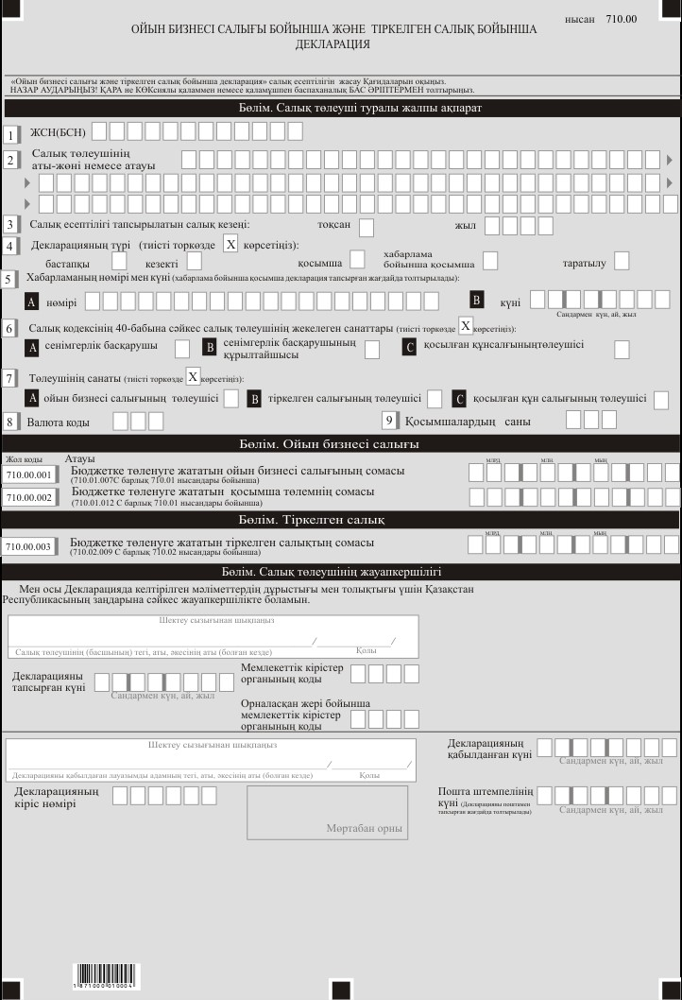 нысан 710.00
ОЙЫН БИЗНЕСІ САЛЫҒЫ БОЙЫНША ЖӘНЕ ТІРКЕЛГЕН САЛЫҚ БОЙЫНША
ДЕКЛАРАЦИЯ
«Ойын бизнесі салығы және тіркелген салық бойынша декларация» салық есептілігін жасау Қағидаларын оқыңыз.
НАЗАР АУДАРЫҢЫЗ! ҚАРА не КӨКсиялы қаламмен немесе қаламұшпен баспаханалық БАС ӘРІПТЕРМЕН толтырыңыз.
Бөлім. Салық төлеуші туралы жалпы ақпарат
1 ЖСН(БСН)
2 Салық төлеушінің
аты-жөні немесе атауы
3 Салық есептілігі тапсырылатын салық кезеңі: тоқсан жыл
4 Декларацияның түрі (тиісті торкөзде X көрсетіңіз):
бастапқы кезекті қосымша хабарлама
бойынша қосымша таратылу
5 Хабарламаның нөмірі мен күні (хабарлама бойынша қосымша декларация тапсырған жағдайда толтырылады):
A нөмірі B күні
Сандармен күн, ай, жыл
6 Салық кодексінің 40-бабына сәйкес салық төлеушінің жекелеген санаттары (тиісті торкөзде X көрсетіңіз):
A сенімгерлік басқарушы B сенімгерлік басқарушының
құрылтайшысы C қосылған құнсалғыныңтөлеушісі
7 Төлеушінің санаты (тиісті торкөзде X көрсетіңіз):
A ойын бизнесі салығының төлеушісі B тіркелген салығының төлеушісі C қосылған құн салығының төлеушісі
8 Валюта коды 9 Қосымшалардың саны
Бөлім. Ойын бизнесі салығы
Жол коды Атауы млрд. млн. мың
710.00.001 Бюджетке төленуге жататын ойын бизнесі салығының сомасы
(710.01.007С барлық 710.01 нысандары бойынша)
710.00.002 Бюджетке төленуге жататын қосымша төлемнің сомасы
(710.01.012 С барлық 710.01 нысандары бойынша)
Бөлім. Тіркелген салық
млрд. млн. мың
710.00.003 Бюджетке төленуге жататын тіркелген салықтың сомасы
(710.02.009 С барлық 710.02 нысандары бойынша)
Бөлім. Салық төлеушінің жауапкершілігі
Мен осы Декларацияда келтірілген мәліметтердің дұрыстығы мен толықтығы үшін Қазақстан
Республикасының заңдарына сәйкес жауапкершілікте боламын.
Шектеу сызығынан шықпаңыз
/ /
Салық төлеушінің (басшының) тегі, аты, әкесінің аты (болған кезде) Қолы
Декларацияны
тапсырған күні
Сандармен күн, ай, жыл
Мемлекеттік кірістер
органының коды
Орналасқан жері бойынша
мемлекеттік кірістер
органының коды
Шектеу сызығынан шықпаңыз
/ /
Декларацияны қабылдаған лауазымды адамның тегі, аты, әкесінің аты (болған кезде) Қолы
Декларацияның
қабылданған күні
Сандармен күн, ай, жыл
Декларацияның
кіріс нөмірі
Мөртабан орны
Пошта штемпелінің
күні (Декларацияны поштамен
тапсырған жағдайда толтырылады)
Сандармен күн, ай, жыл
1871000010004